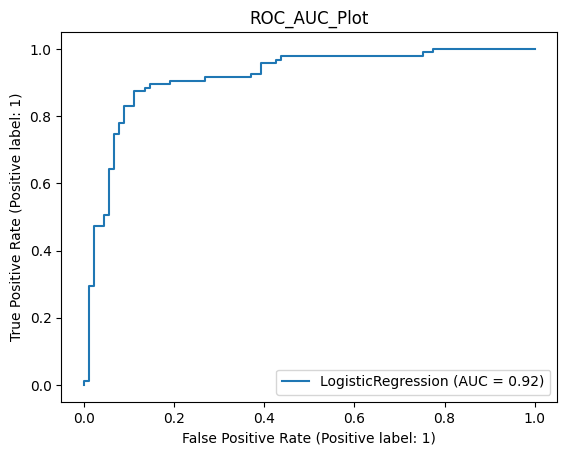 ROC_AUC_Plot
True Positive Rate (Positive label: 1)
1.0
0.8
0.6
0.4
0.2
0.0
LogisticRegression (AUC = 0.92)
0.0 0.2 0.4 0.6 0.8 1.0
False Positive Rate (Positive label: 1)